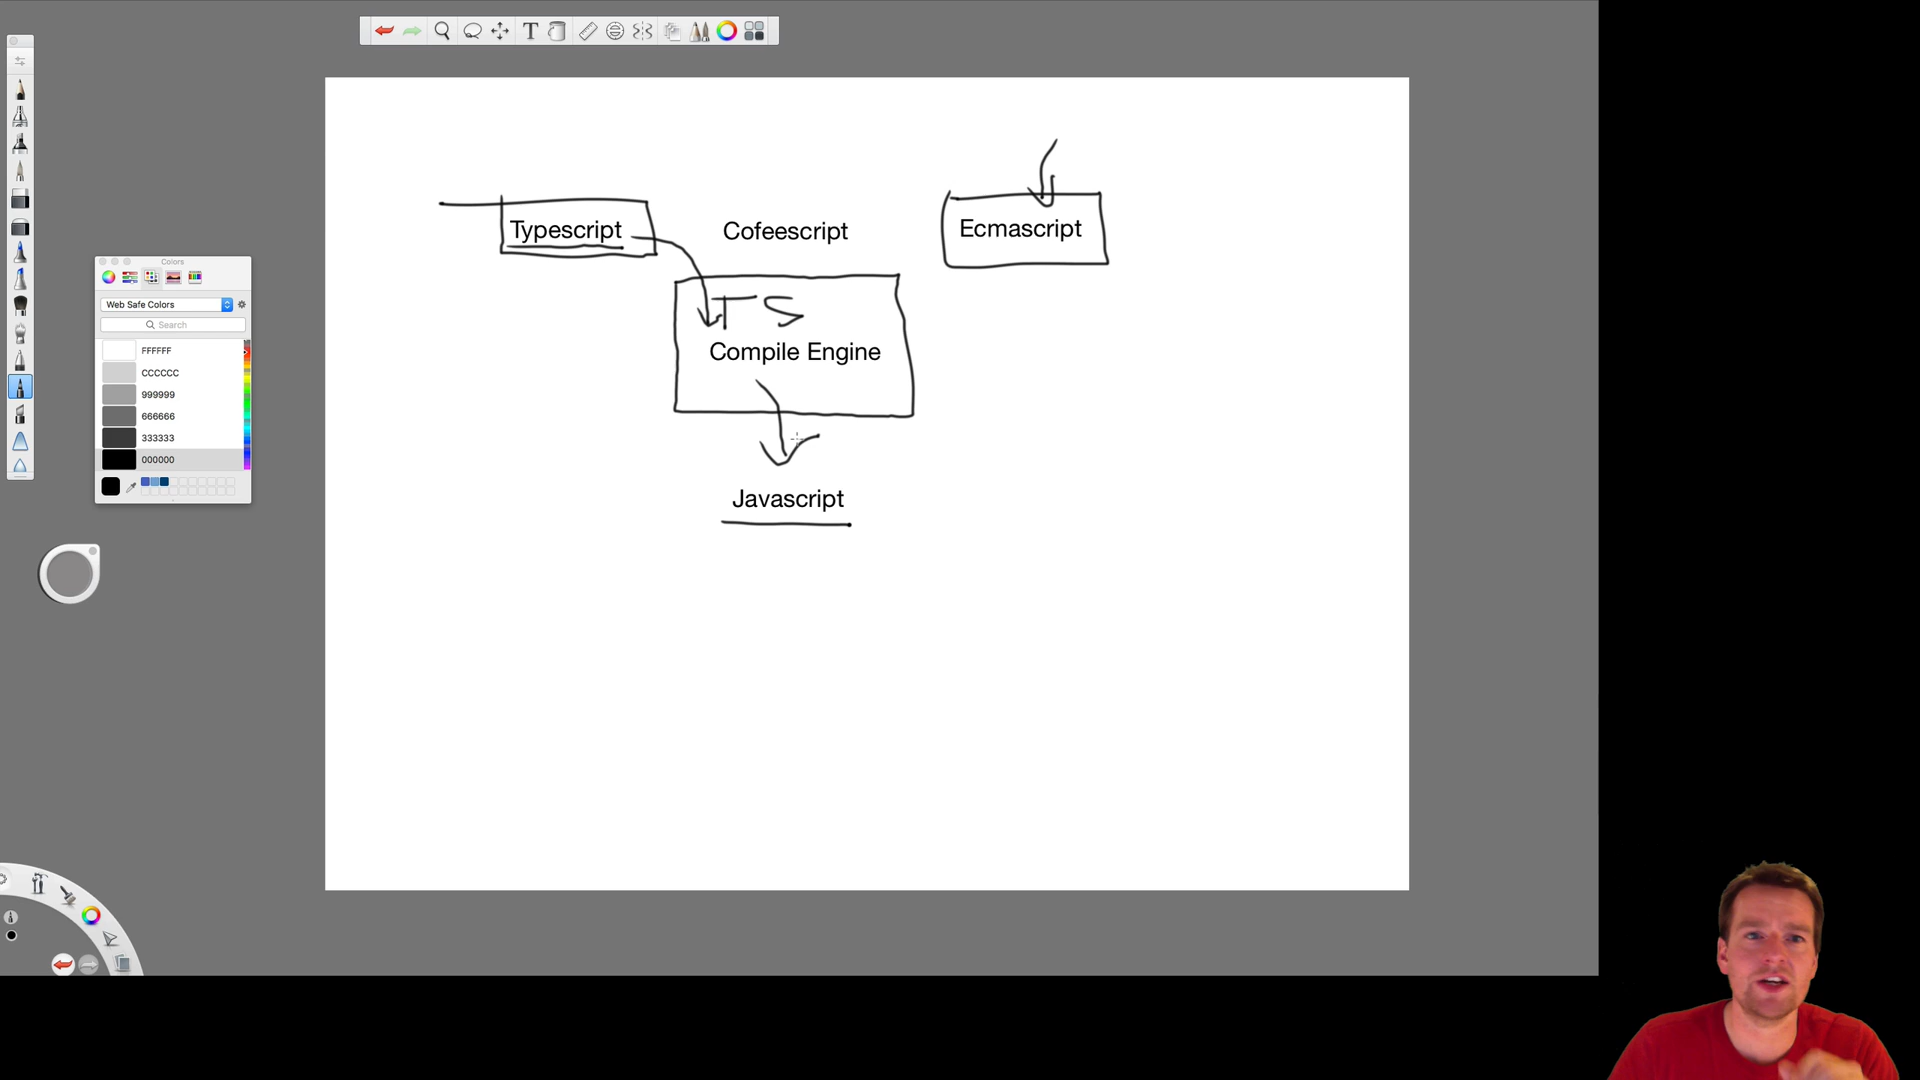 T
Typescript
Cofeescript
Ecmascript
Colors
Web Safe Colors
Search
TS
Compile Engine
FFFFFF
CCCCCC
999999
666666
333333
000000
Javascript